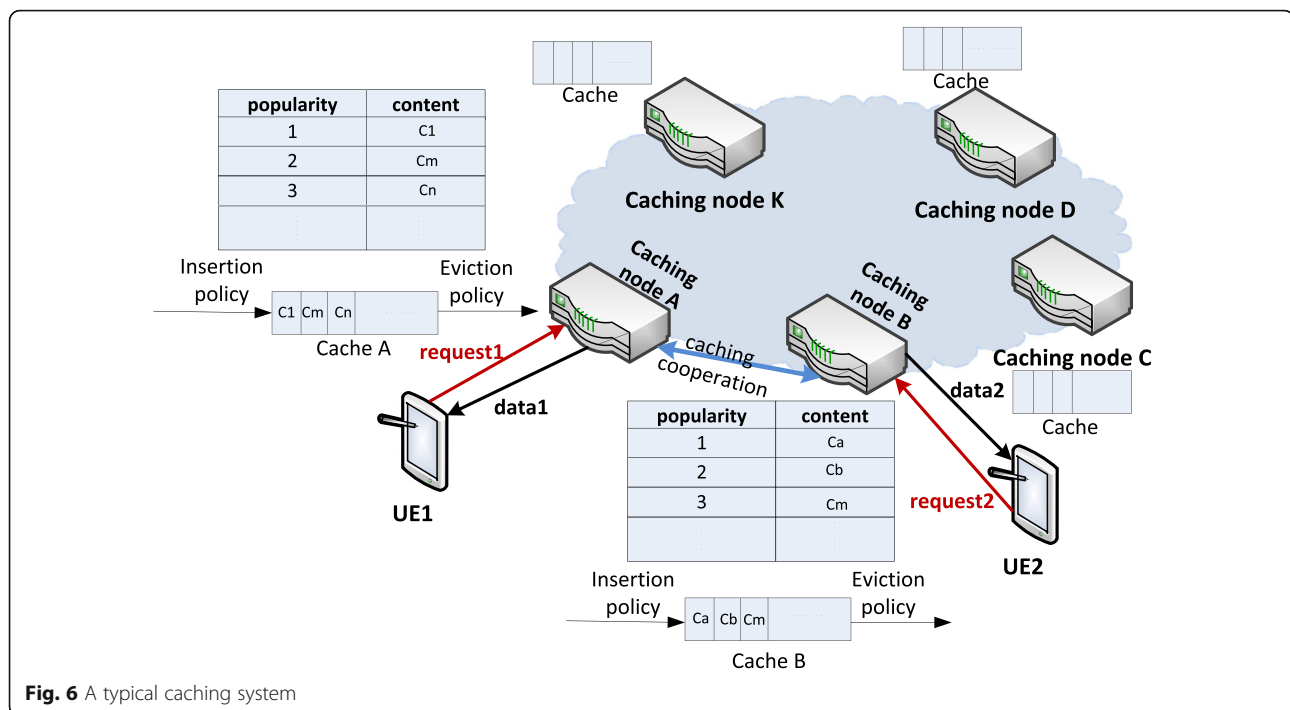 Cache
Cache
popularity content
1 C1
2 Cm
3 Cn
Caching node K
Caching node D
Insertion policy
Eviction policy
C1 Cm Cn
Cache A
Caching node A
Caching node B
Caching node C
Cache
request1
data1
caching cooperation
data2
request2
UE1
UE2
popularity content
1 Ca
2 Cb
3 Cm
Insertion policy
Eviction policy
Ca Cb Cm
Cache B
Fig. 6 A typical caching system